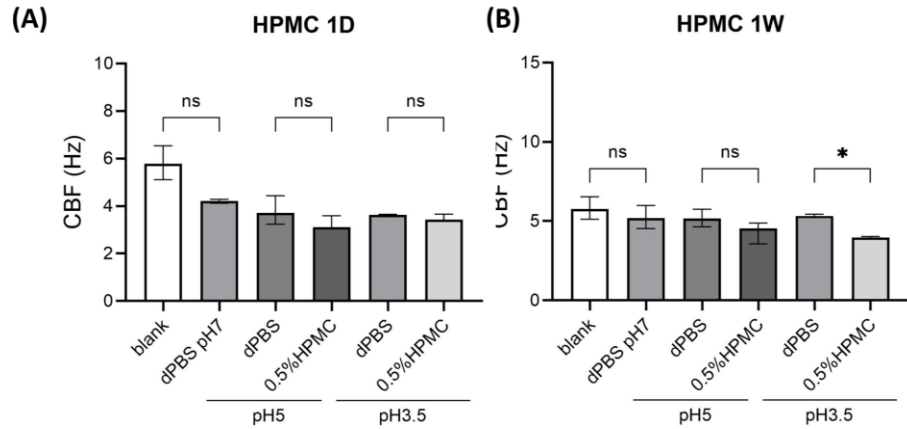 (A)
HPMC 1D
10
8
6
4
2
0
CBF (Hz)
ns
ns
ns
blank
dPBS pH7
dPBS
0.5%HPMC
dPBS
0.5%HPMC
pH5
pH3.5
(B)
HPMC 1W
15
10
5
0
CBF (Hz)
ns
ns
*
blank
dPBS pH7
dPBS
0.5%HPMC
dPBS
0.5%HPMC
pH5
pH3.5